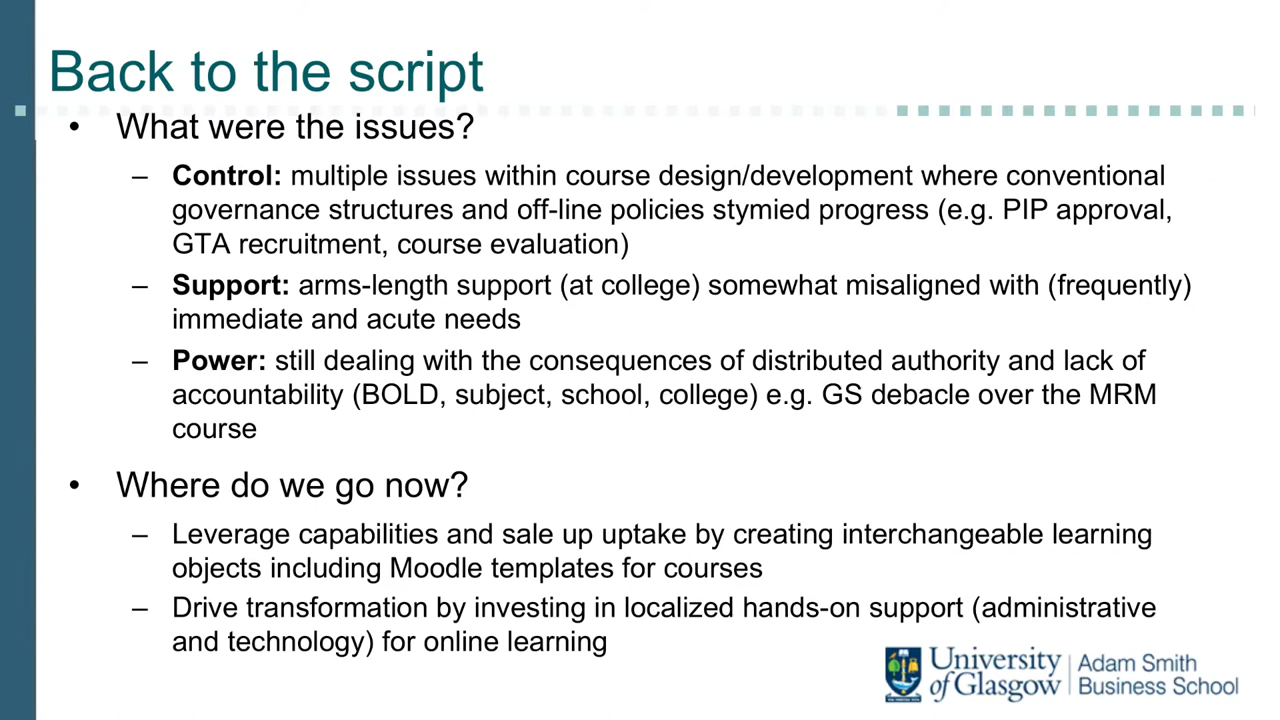 Back to the script
• What were the issues?
– Control: multiple issues within course design/development where conventional
governance structures and off-line policies stymied progress (e.g. PIP approval,
GTA recruitment, course evaluation)
– Support: arms-length support (at college) somewhat misaligned with (frequently)
immediate and acute needs
– Power: still dealing with the consequences of distributed authority and lack of
accountability (BOLD, subject, school, college) e.g. GS debacle over the MRM
course
• Where do we go now?
– Leverage capabilities and sale up uptake by creating interchangeable learning
objects including Moodle templates for courses
– Drive transformation by investing in localized hands-on support (administrative
and technology) for online learning
University
of Glasgow
Adam Smith
Business School